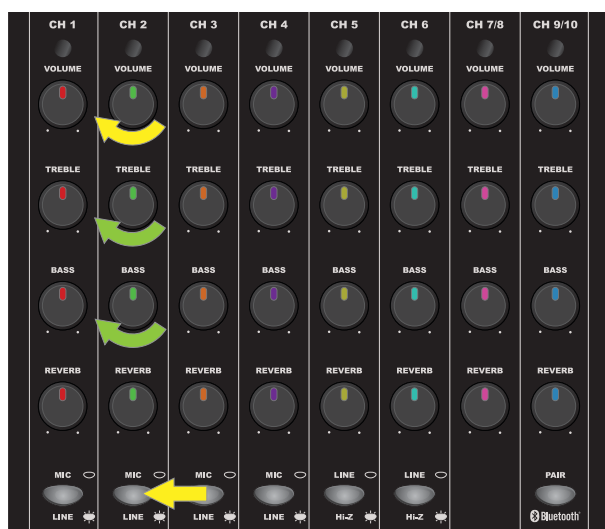 CH 1 CH 2 CH 3 CH 4 CH 5 CH 6 CH 7/8 CH 9/10
VOLUME VOLUME VOLUME VOLUME VOLUME VOLUME VOLUME VOLUME
TREBLE TREBLE TREBLE TREBLE TREBLE TREBLE TREBLE TREBLE
BASS BASS BASS BASS BASS BASS BASS BASS
REVERB REVERB REVERB REVERB REVERB REVERB REVERB REVERB
MIC MIC MIC MIC LINE LINE PAIR
LINE LINE LINE LINE Hi-Z Hi-Z Bluetooth